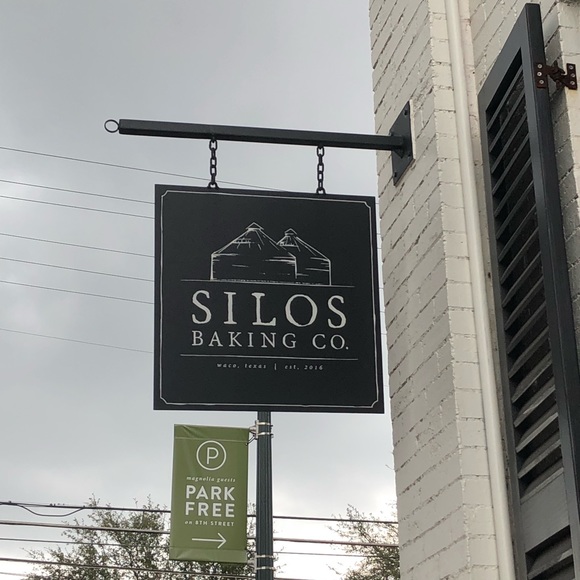 SILOS
BAKING CO.
waco, texas | est. 2016
P
magnolia guests
PARK
FREE
on 8TH STREET